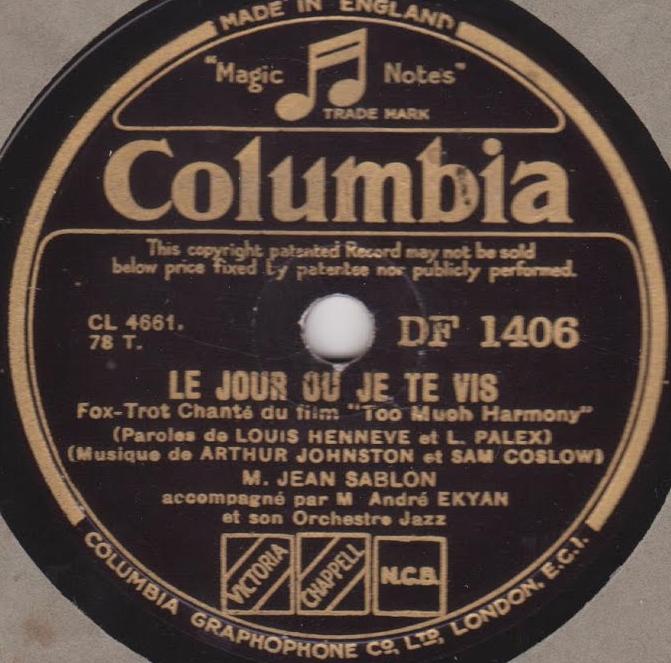 MADE IN ENGLAND
"Magic Notes"
TRADE MARK
Columbia
This copyright patented Record may not be sold
below price fixed by patentee nor publicly performed.
CL 4661.
78 T.
DF 1406
LE JOUR OU JE TE VIS
Fox-Trot Chanté du film "Too Much Harmony"
(Paroles de LOUIS HENNEVE et L. PALEX)
(Musique de ARTHUR JOHNSTON et SAM COSLOW)
M. JEAN SABLON
accompagné par M André EKYAN
et son Orchestre Jazz
VICTORIA
CHAPPELL
N.C.B.
COLUMBIA GRAPHOPHONE CO, LTD, LONDON, E.C.1.